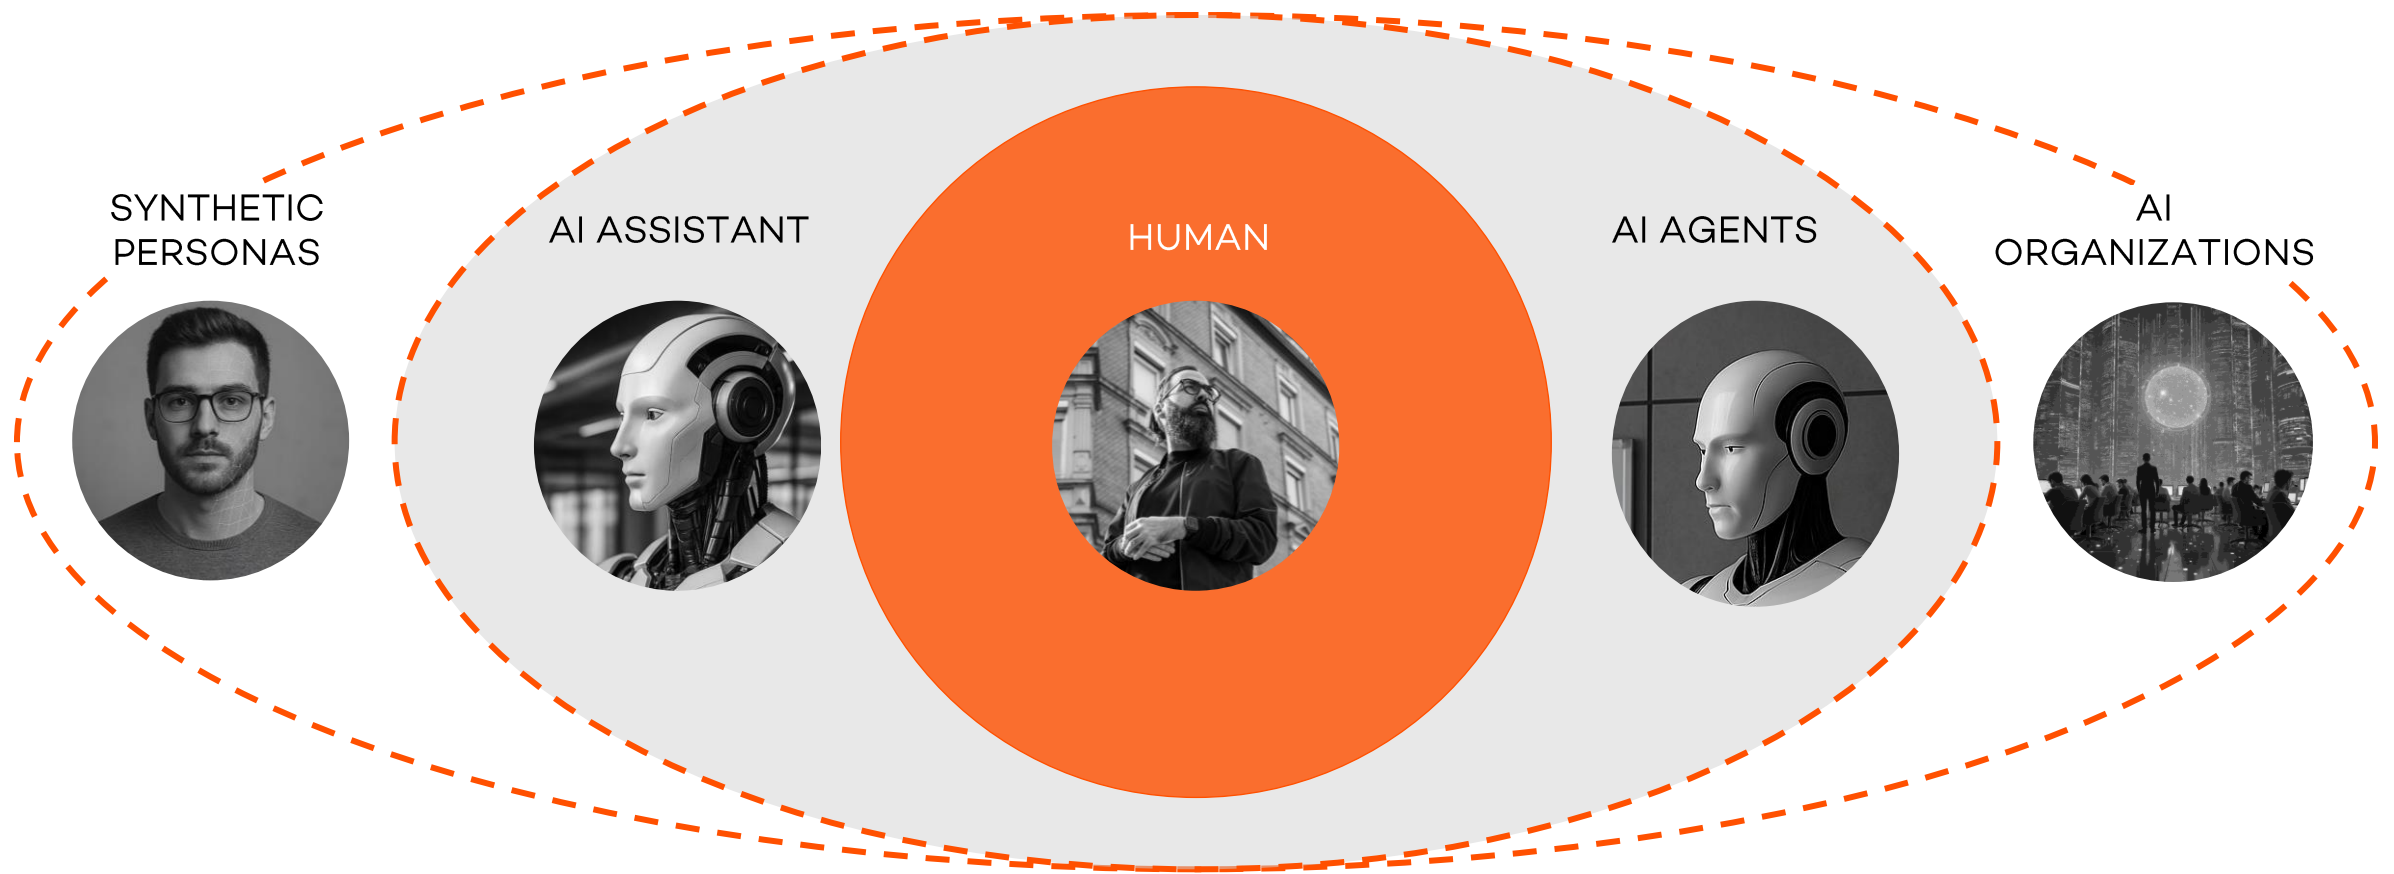 SYNTHETIC
PERSONAS
AI ASSISTANT
HUMAN
AI AGENTS
AI
ORGANIZATIONS